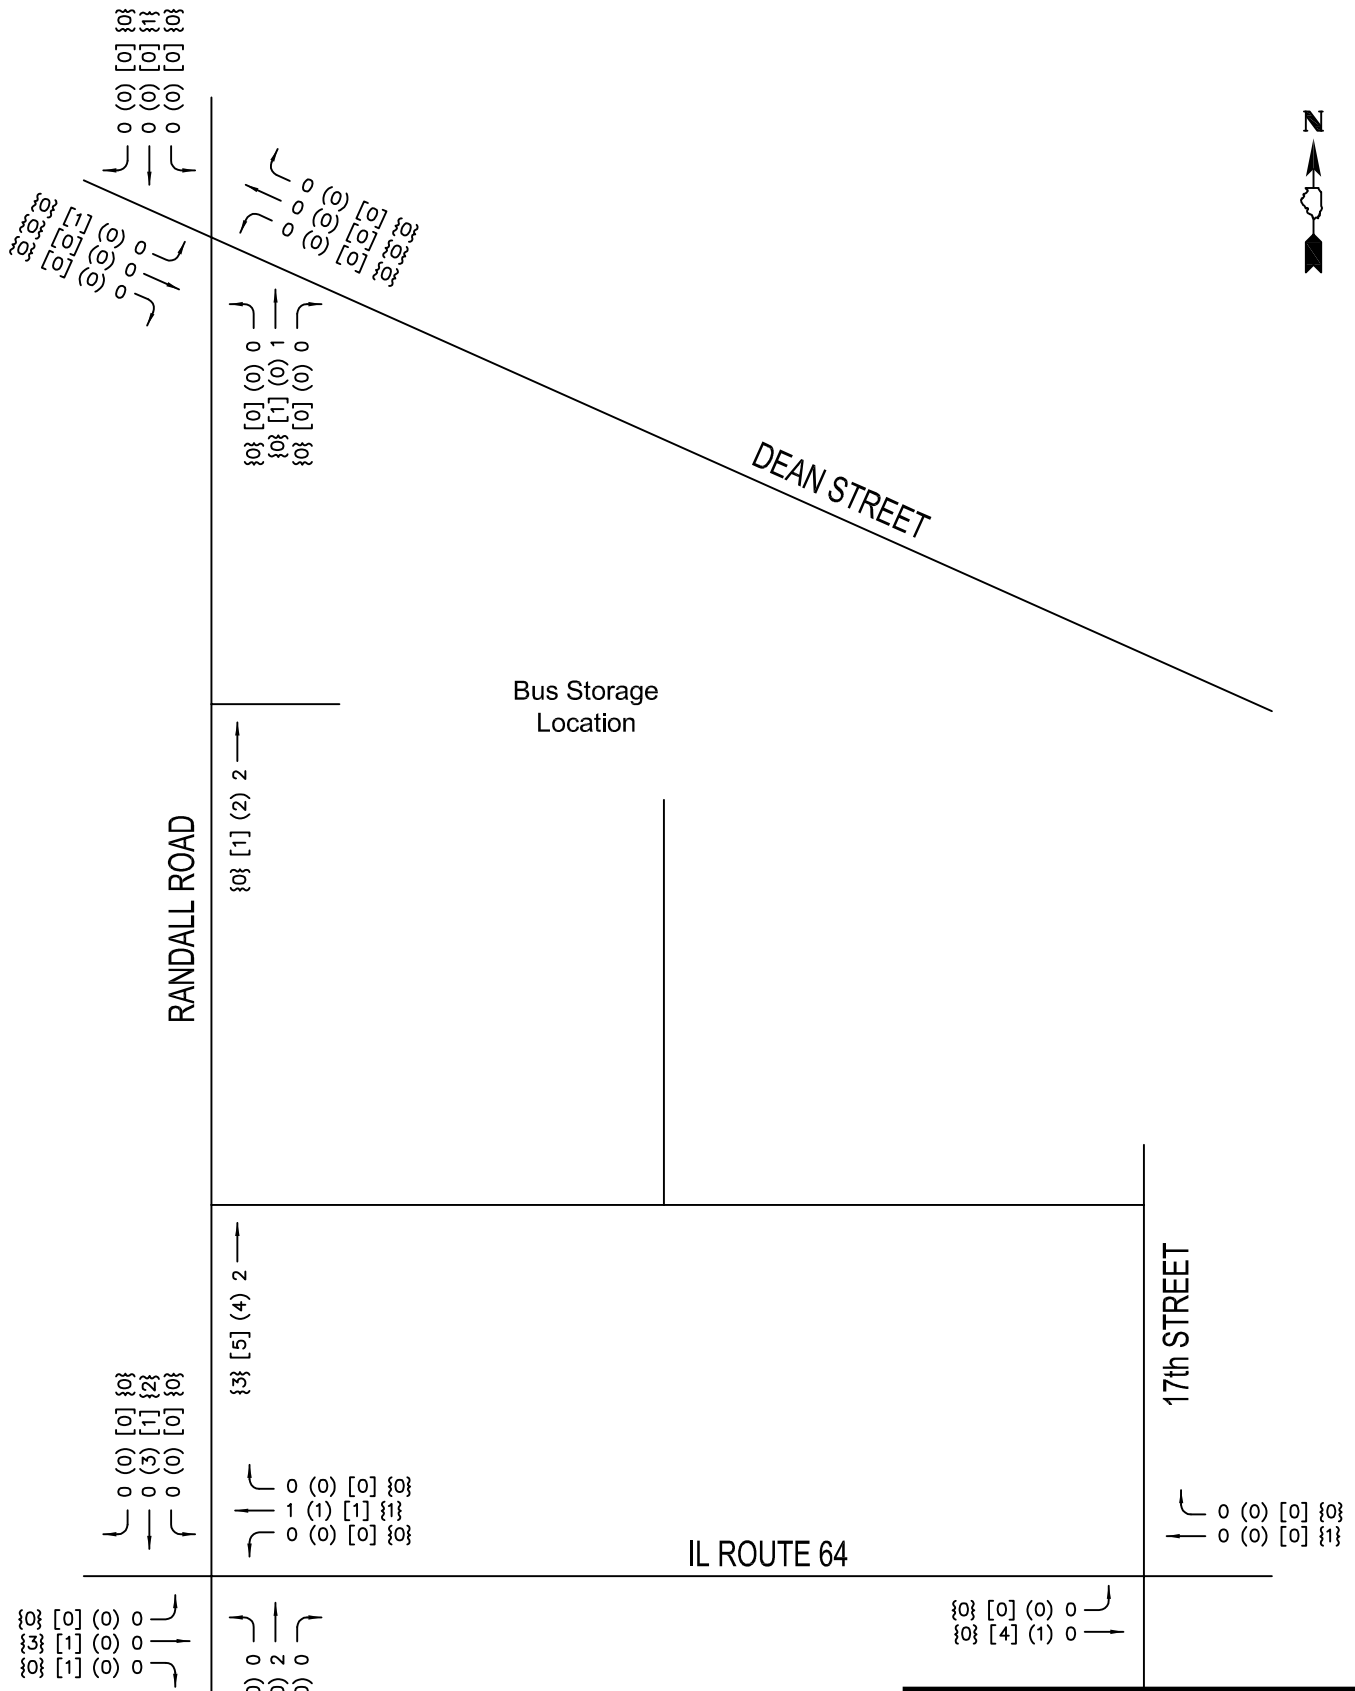 0 (0) [0] {0}
0 (0) [0] {1}
0 (0) [0] {0}
N
0 (0) [0] {0}
0 (0) [0] {0}
0 (0) [0] {0}
{0} [1] (0) 0
{0} [0] (0) 0
{0} [0] (0) 0
{0} [0] (0) 0
{0} [1] (0) 1
{0} [0] (0) 0
DEAN STREET
Bus Storage
Location
{0} [1] (2) 2
RANDALL ROAD
{3} [5] (4) 2
17th STREET
0 (0) [0] {0}
0 (3) [1] {2}
0 (0) [0] {0}
0 (0) [0] {0}
1 (1) [1] {1}
0 (0) [0] {0}
0 (0) [0] {0}
0 (0) [0] {1}
IL ROUTE 64
{0} [0] (0) 0
{3} [1] (0) 0
{0} [1] (0) 0
{0} [0] (0) 0
{0} [4] (1) 0
0) 0
) 2
0) 0